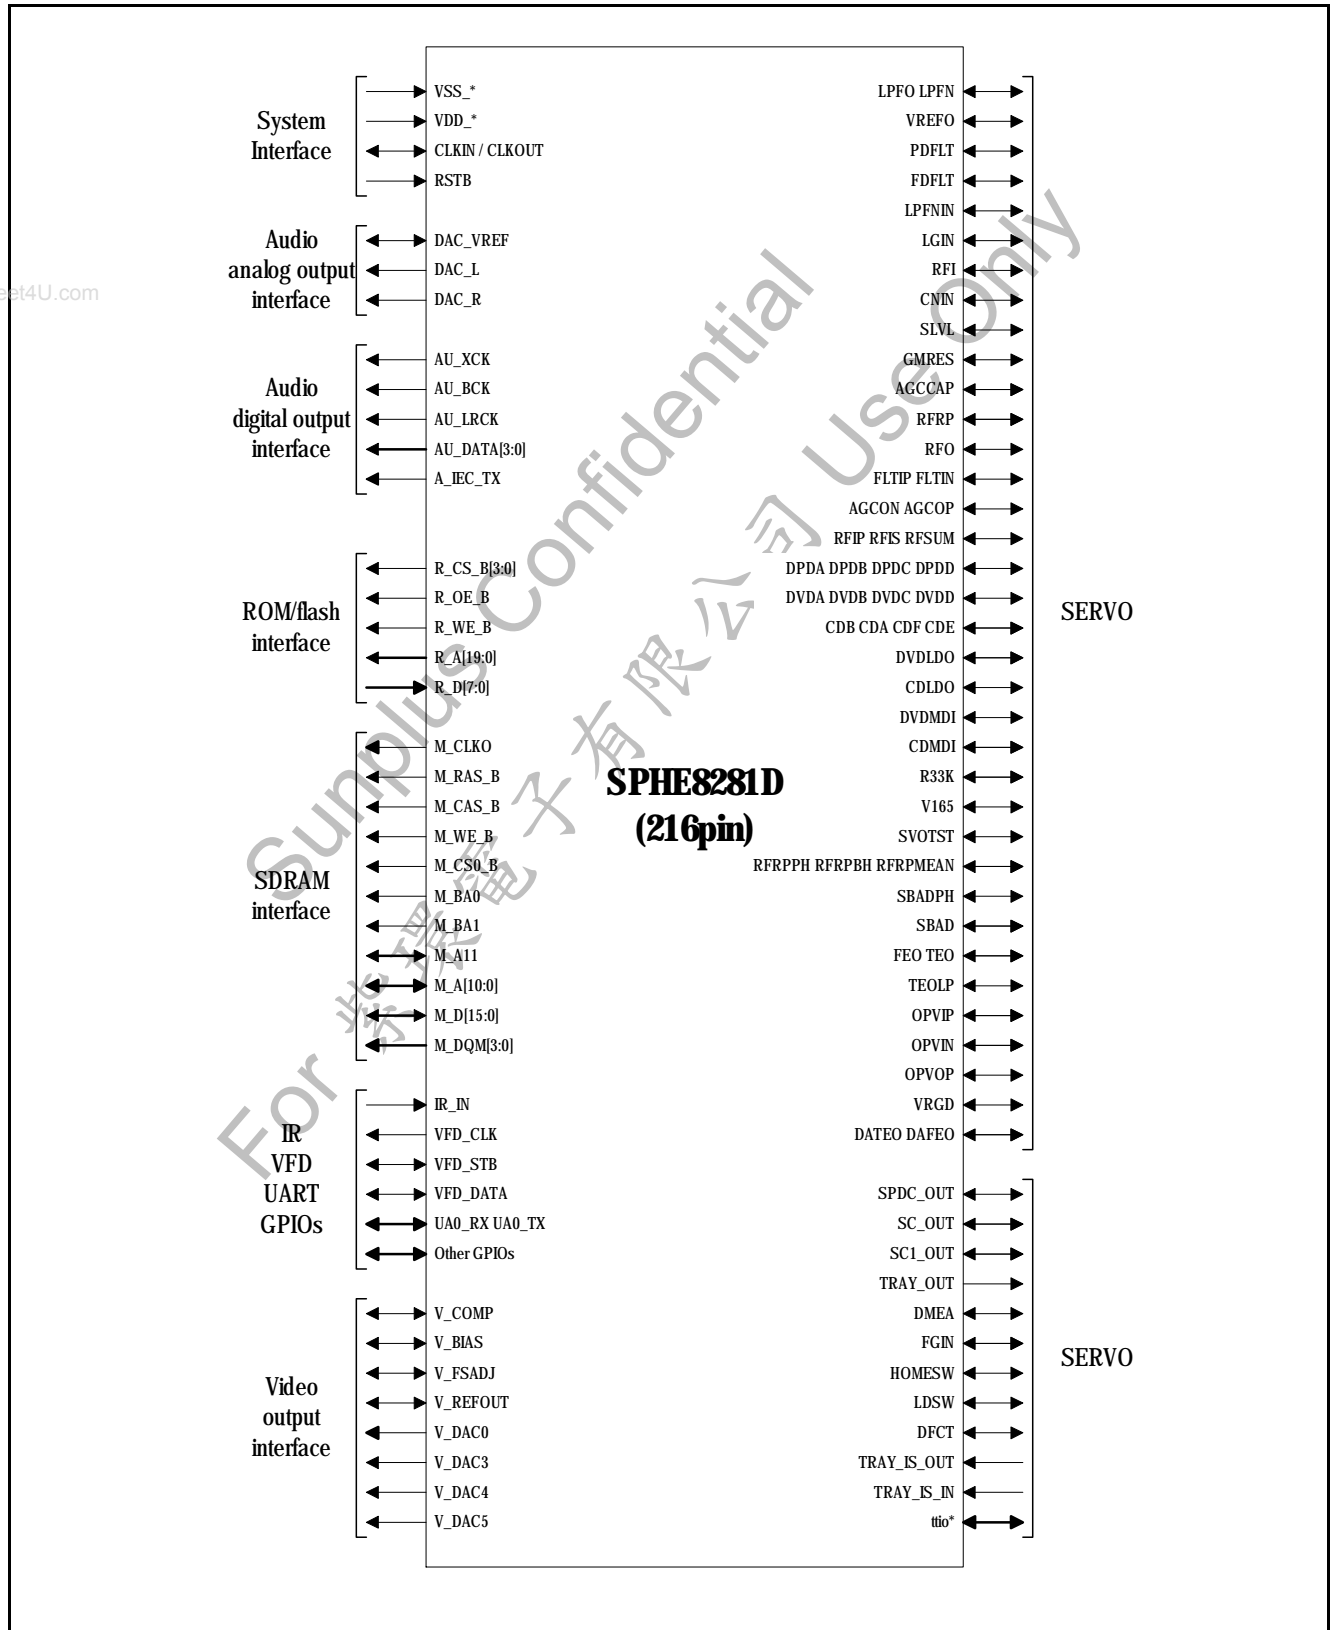 System
Interface
VSS_*
VDD_*
CLKIN / CLKOUT
RSTB
Audio
analog output
interface
DAC_VREF
DAC_L
DAC_R
eet4U.com
Audio
digital output
interface
AU_XCK
AU_BCK
AU_LRCK
AU_DATA[3:0]
A_IEC_TX
ROM/flash
interface
R_CS_B[3:0]
R_OE_B
R_WE_B
R_A[19:0]
R_D[7:0]
SDRAM
interface
M_CLKO
M_RAS_B
M_CAS_B
M_WE_B
M_CS0_B
M_BA0
M_BA1
M_A11
M_A[10:0]
M_D[15:0]
M_DQM[3:0]
IR
VFD
UART
GPIOs
IR_IN
VFD_CLK
VFD_STB
VFD_DATA
UA0_RX UA0_TX
Other GPIOs
Video
output
interface
V_COMP
V_BIAS
V_FSADJ
V_REFOUT
V_DAC0
V_DAC3
V_DAC4
V_DAC5
SPHE8281D
(216pin)
LPFO LPFN
VREFO
PDFLT
FDFLT
LPFNIN
LGIN
RFI
CNIN
SLVL
GMRES
AGCCAP
RFRP
RFO
FLTIP FLTIN
AGCON AGCOP
RFIP RFIS RFSUM
DPDA DPDB DPDC DPDD
DVDA DVDB DVDC DVDD
CDB CDA CDF CDE
DVDLDO
CDLDO
DVDMDI
CDMDI
R33K
V165
SVOTST
RFRPPH RFRPBH RFRPMEAN
SBADPH
SBAD
FEO TEO
TEOLP
OPVIP
OPVIN
OPVOP
VRGD
DATEO DAFEO
SERVO
SPDC_OUT
SC_OUT
SC1_OUT
TRAY_OUT
DMEA
FGIN
HOMESW
LDSW
DFCT
TRAY_IS_OUT
TRAY_IS_IN
ttio*
SERVO
Sunplus Confidential
For 紫環電子有限公司 Use Only